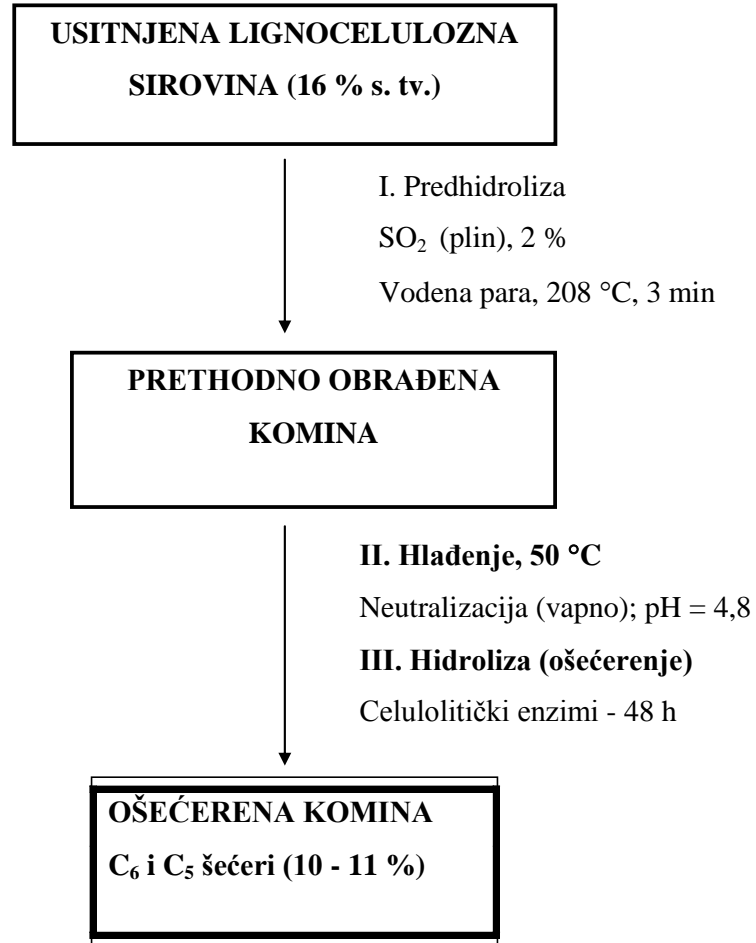 USITNJENA LIGNOCELULOZNA
SIROVINA (16 % s. tv.)
I. Predhidroliza
SO₂ (plin), 2 %
Vodena para, 208 °C, 3 min
PRETHODNO OBRAĐENA
KOMINA
II. Hlađenje, 50 °C
Neutralizacija (vapno); pH = 4,8
III. Hidroliza (ošećerenje)
Celulolitički enzimi - 48 h
OŠEĆERENA KOMINA
C₆ i C₅ šećeri (10 - 11 %)